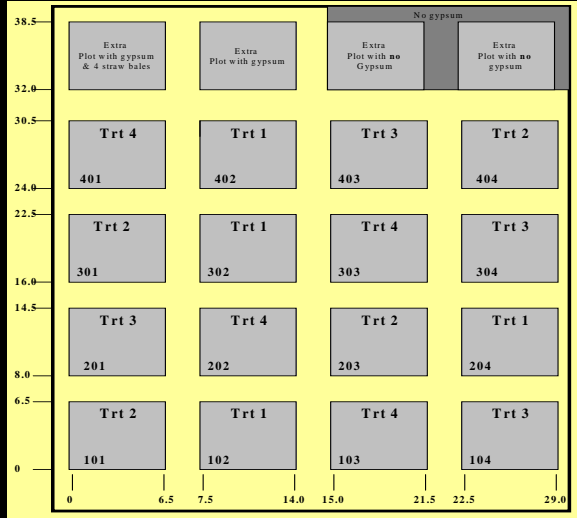 No gypsum
38.5
Extra
Plot with gypsum
& 4 straw bales
Extra
Plot with gypsum
Extra
Plot with no
Gypsum
Extra
Plot with no
gypsum
32.0
30.5
Trt 4
401
Trt 1
402
Trt 3
403
Trt 2
404
24.0
22.5
Trt 2
301
Trt 1
302
Trt 4
303
Trt 3
304
16.0
14.5
Trt 3
201
Trt 4
202
Trt 2
203
Trt 1
204
8.0
6.5
Trt 2
101
Trt 1
102
Trt 4
103
Trt 3
104
0
0 6.5 7.5 14.0 15.0 21.5 22.5 29.0